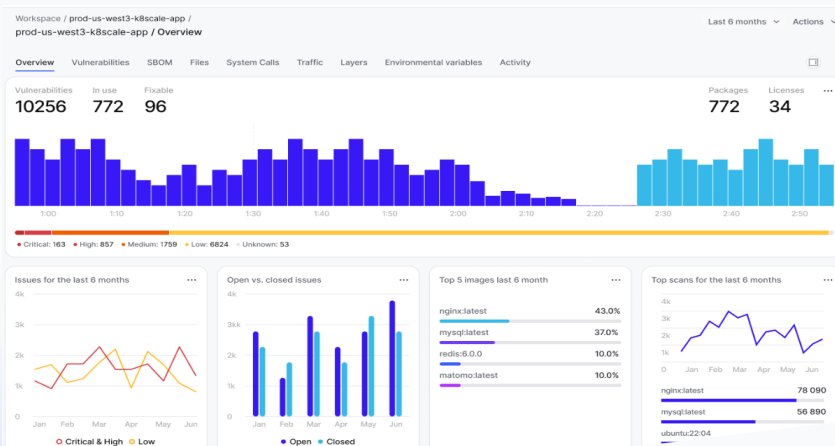 Workspace / prod-us-west3-k8scale-app /
prod-us-west3-k8scale-app / Overview
Last 6 months
Actions
Overview Vulnerabilities SBOM Files System Calls Traffic Layers Environmental variables Activity
Vulnerabilities In use Fixable Packages Licenses
10256 772 96 772 34
1:00 1:10 1:20 1:30 1:40 1:50 2:00 2:10 2:20 2:30 2:40 2:50
Critical: 163 High: 857 Medium: 1759 Low: 6824 Unknown: 53
Issues for the last 6 months
4k
3k
2k
1k
0
Jan Feb Mar Apr May Jun
Critical & High Low
Open vs. closed issues
4k
3kk
2k
1k
0
Jan Feb Mar Apr May Jun
Open Closed
Top 5 images last 6 month
nginx:latest 43.0%
mysql:latest 37.0%
redis:6.0.0 10.0%
matomo:latest 10.0%
Top scans for the last 6 months
4k
3k
2k
1k
0 Jan Feb Mar Apr May Jun
nginx:latest 78 090
mysql:latest 56 890
ubuntu:22:04